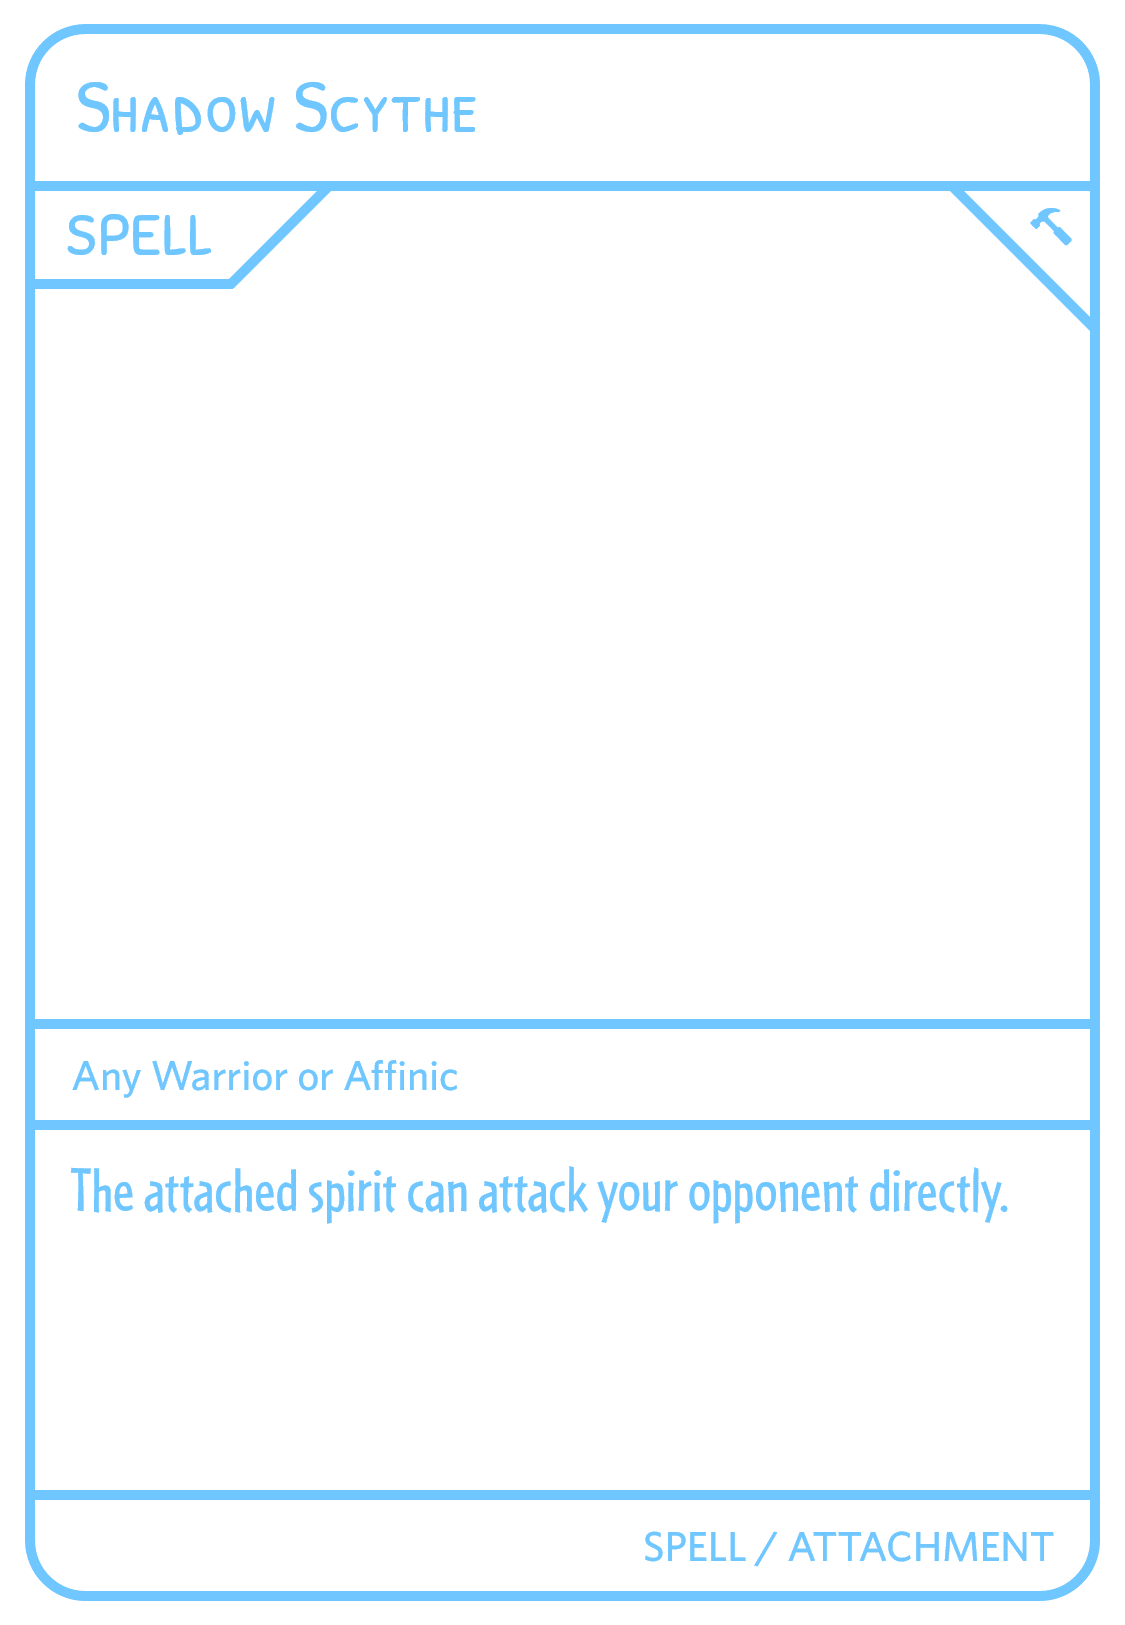 Shadow Scythe
SPELL
Any Warrior or Affinic
The attached spirit can attack your opponent directly.
SPELL / ATTACHMENT